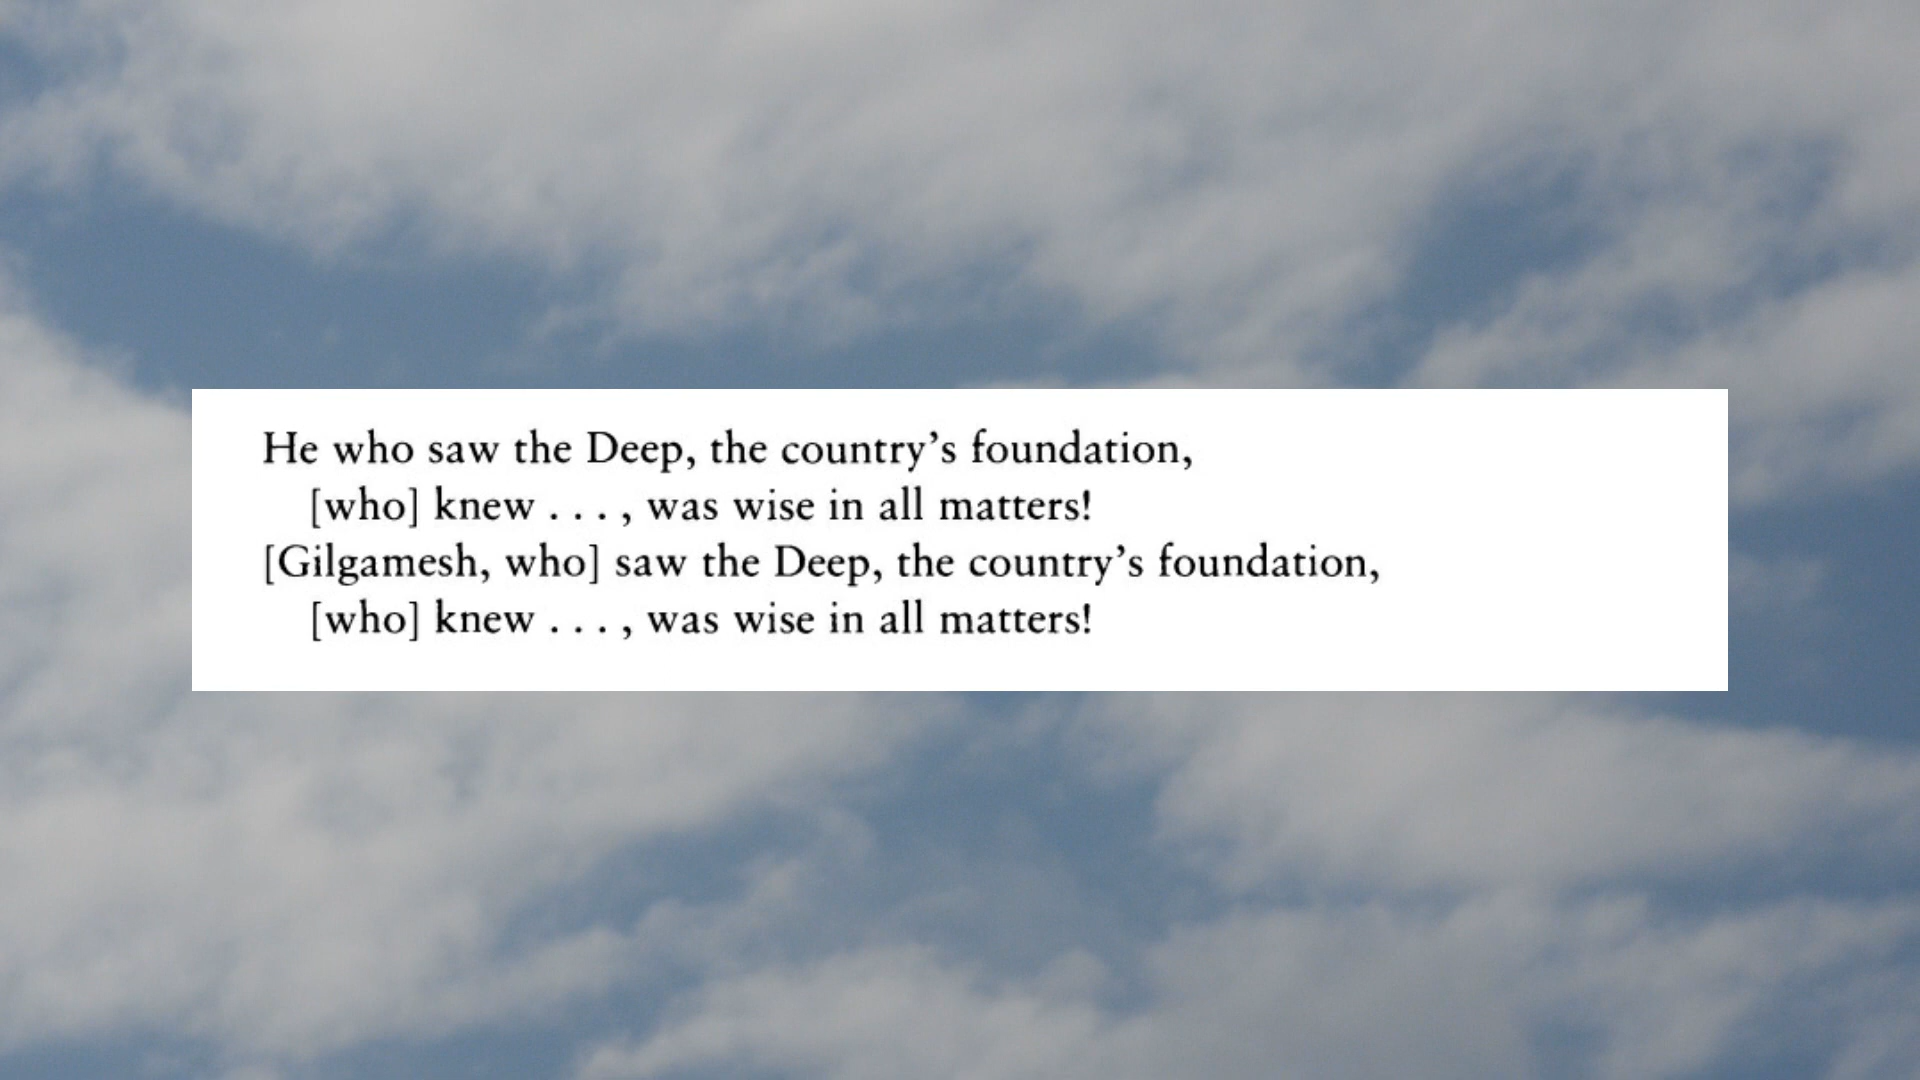 He who saw the Deep, the country’s foundation,
[who] knew . . . , was wise in all matters!
[Gilgamesh, who] saw the Deep, the country’s foundation,
[who] knew . . . , was wise in all matters!